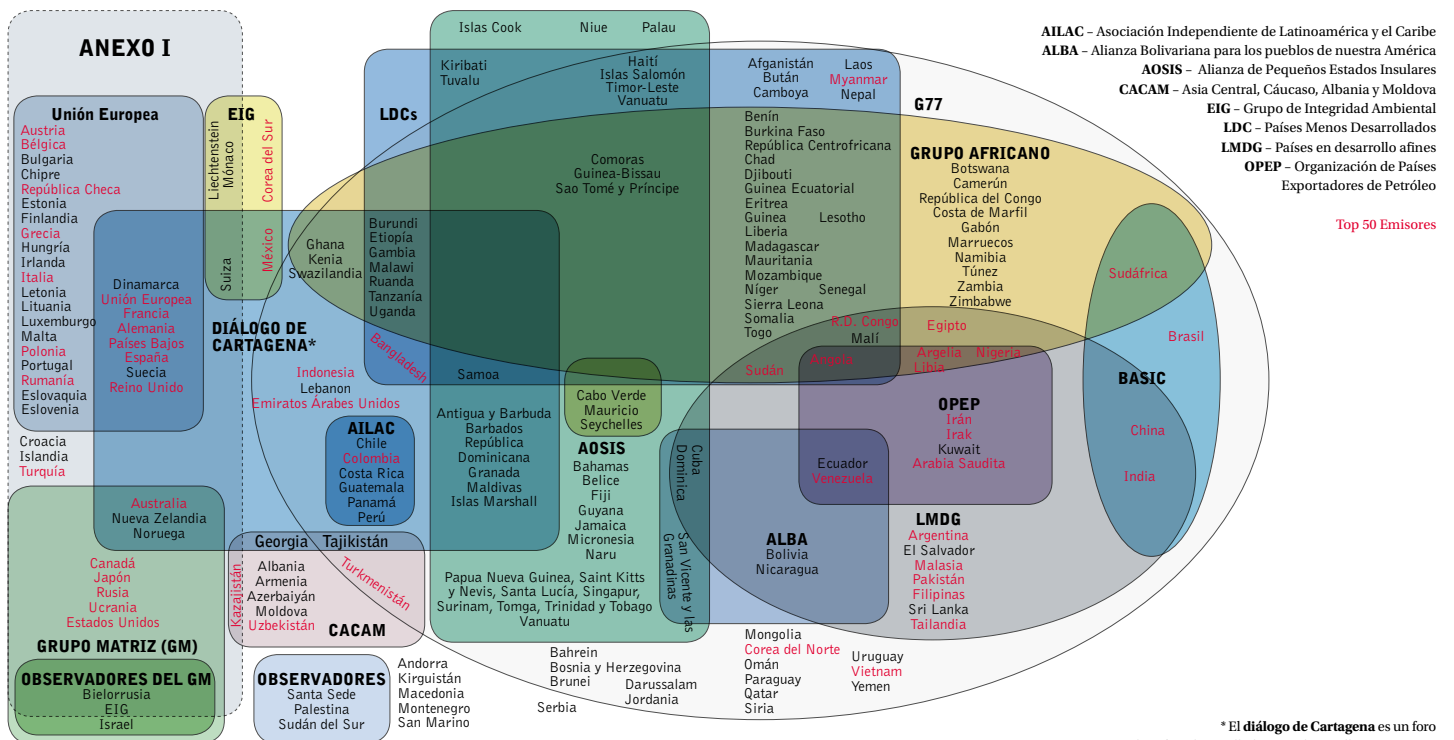 ANEXO I
Unión Europea
Austria
Bélgica
Bulgaria
Chipre
República Checa
Estonia
Finlandia
Grecia
Hungría
Irlanda
Italia
Letonia
Lituania
Luxemburgo
Malta
Polonia
Portugal
Rumanía
Eslovaquia
Eslovenia
Dinamarca
Unión Europea
Francia
Alemania
Países Bajos
España
Suecia
Reino Unido
Croacia
Islandia
Turquía
EIG
Liechtenstein
Mónaco
Corea del Sur
Suiza
México
DIÁLOGO DE
CARTAGENA*
Australia
Nueva Zelandia
Noruega
Canadá
Japón
Rusia
Ucrania
Estados Unidos
GRUPO MATRIZ (GM)
OBSERVADORES DEL GM
Bielorrusia
EIG
Israel
Georgia Tajikistán
Kazajistán
Albania
Armenia
Azerbaiyán
Moldova
Uzbekistán
Turkmenistán
CACAM
OBSERVADORES
Santa Sede
Palestina
Sudán del Sur
Andorra
Kirguistán
Macedonia
Montenegro
San Marino
Ghana
Kenia
Swazilandia
Indonesia
Lebanon
Emiratos Árabes Unidos
AILAC
Chile
Colombia
Costa Rica
Guatemala
Panamá
Perú
LDCs
Burundi
Etiopía
Gambia
Malawi
Ruanda
Tanzanía
Uganda
Bangladesh
Islas Cook Niue Palau
Kiribati
Tuvalu
Haití
Islas Salomón
Timor-Leste
Vanuatu
Comoras
Guinea-Bissau
Sao Tomé y Príncipe
Samoa
Antigua y Barbuda
Barbados
República
Dominicana
Granada
Maldivas
Islas Marshall
Cabo Verde
Mauricio
Seychelles
AOSIS
Bahamas
Belice
Fiji
Guyana
Jamaica
Micronesia
Naru
Papua Nueva Guinea, Saint Kitts
y Nevis, Santa Lucía, Singapur,
Surinam, Tomga, Trinidad y Tobago
Vanuatu
Cuba
Dominica
San Vicente y las
Granadinas
Afganistán
Bután
Camboya
Laos
Myanmar
Nepal
G77
Benín
Burkina Faso
República Centrofricana
Chad
Djibouti
Guinea Ecuatorial
Eritrea
Guinea Lesotho
Liberia
Madagascar
Mauritania
Mozambique
Níger Senegal
Sierra Leona
Somalia
Togo
R.D. Congo
Malí
Sudán
Angola
GRUPO AFRICANO
Botswana
Camerún
República del Congo
Costa de Marfil
Gabón
Marruecos
Namibia
Túnez
Zambia
Zimbabwe
Egipto
Argelia Nigeria
Libia
OPEP
Irán
Irak
Kuwait
Arabia Saudita
Ecuador
Venezuela
ALBA
Bolivia
Nicaragua
LMDG
Argentina
El Salvador
Malasia
Pakistán
Filipinas
Sri Lanka
Tailandia
Sudáfrica
Brasil
BASIC
China
India
Bahrein
Bosnia y Herzegovina
Brunei Darussalam
Jordania
Serbia
Mongolia
Corea del Norte
Omán
Paraguay
Qatar
Siria
Uruguay
Vietnam
Yemen
AILAC – Asociación Independiente de Latinoamérica y el Caribe
ALBA – Alianza Bolivariana para los pueblos de nuestra América
AOSIS – Alianza de Pequeños Estados Insulares
CACAM – Asia Central, Cáucaso, Albania y Moldova
EIG – Grupo de Integridad Ambiental
LDC – Países Menos Desarrollados
LMDG – Países en desarrollo afines
OPEP – Organización de Países
Exportadores de Petróleo
Top 50 Emisores
* El diálogo de Cartagena es un foro